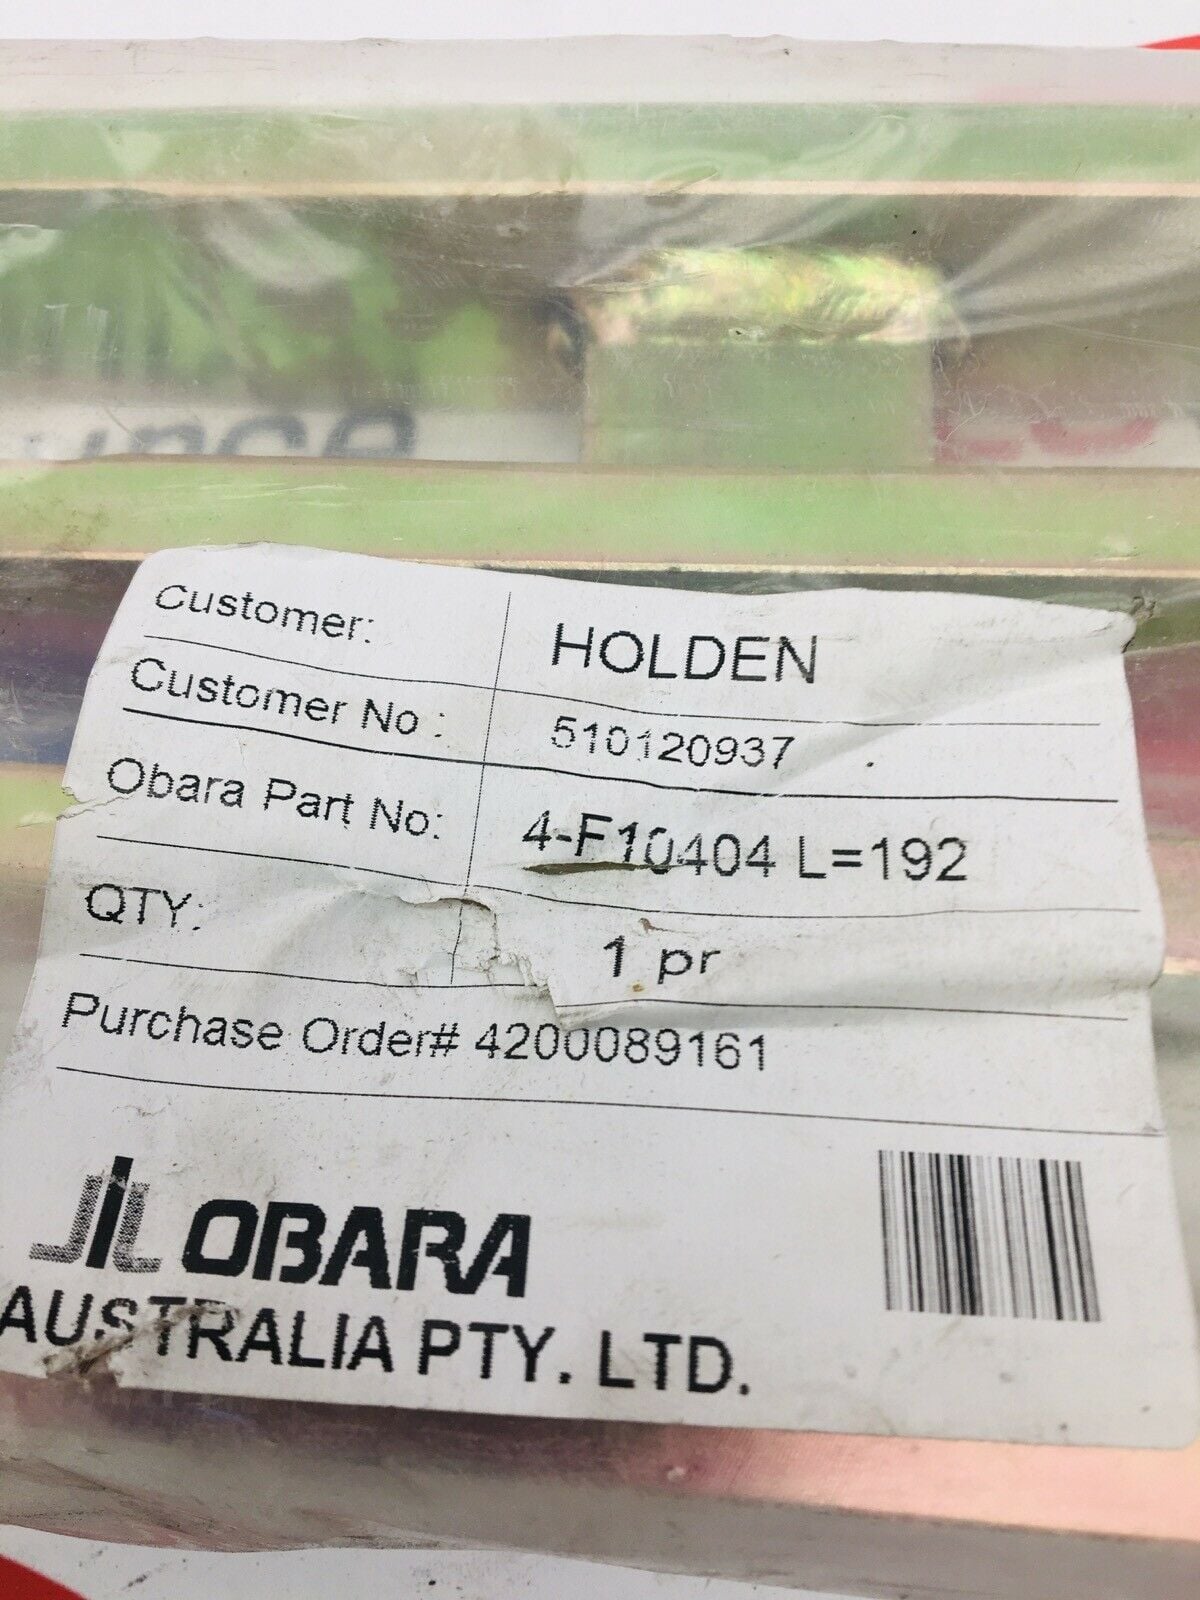 Customer: HOLDEN
Customer No : 510120937
Obara Part No: 4-F10404 L=192
QTY: 1 pr
Purchase Order# 4200089161
OBARA
AUSTRALIA PTY. LTD.